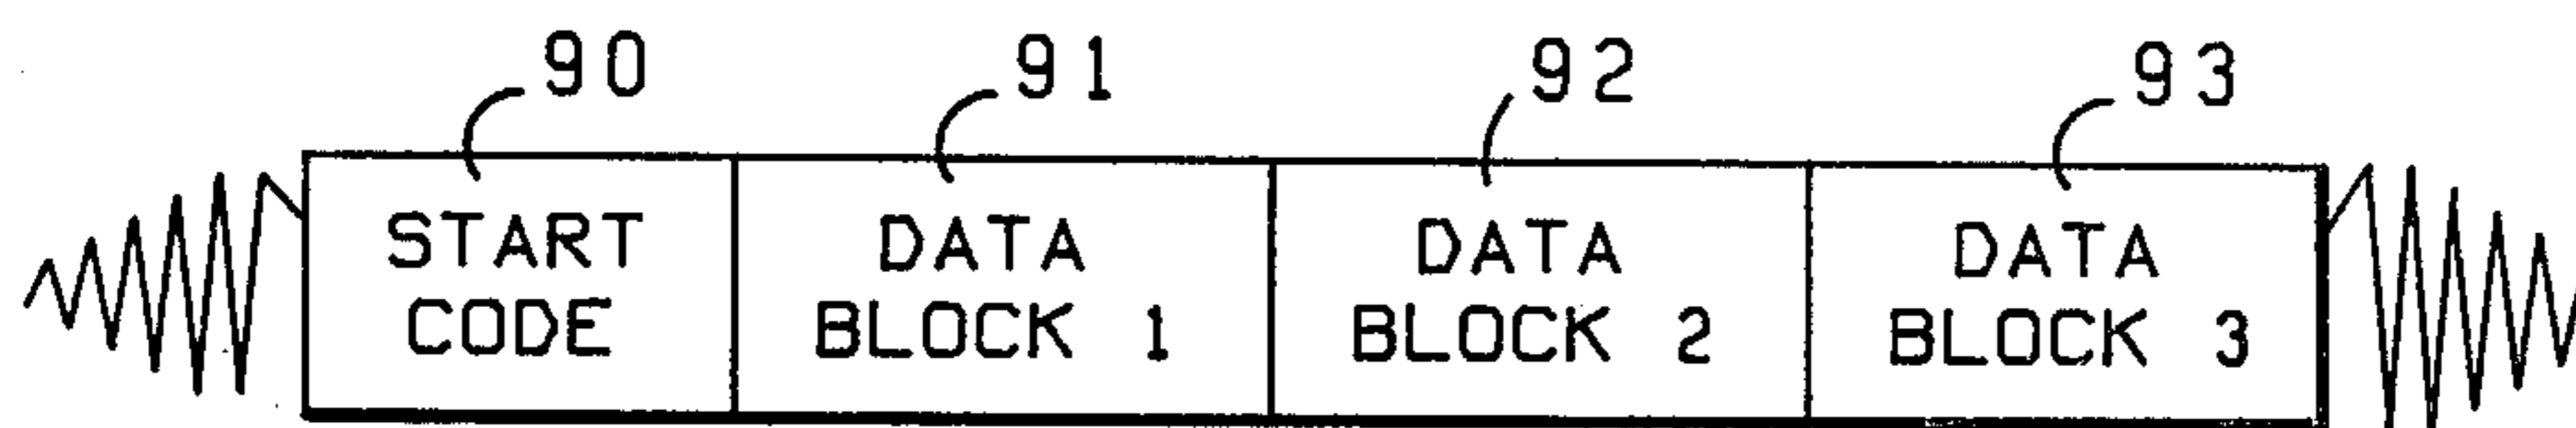 90 91 92 93
START DATA DATA DATA
CODE BLOCK 1 BLOCK 2 BLOCK 3